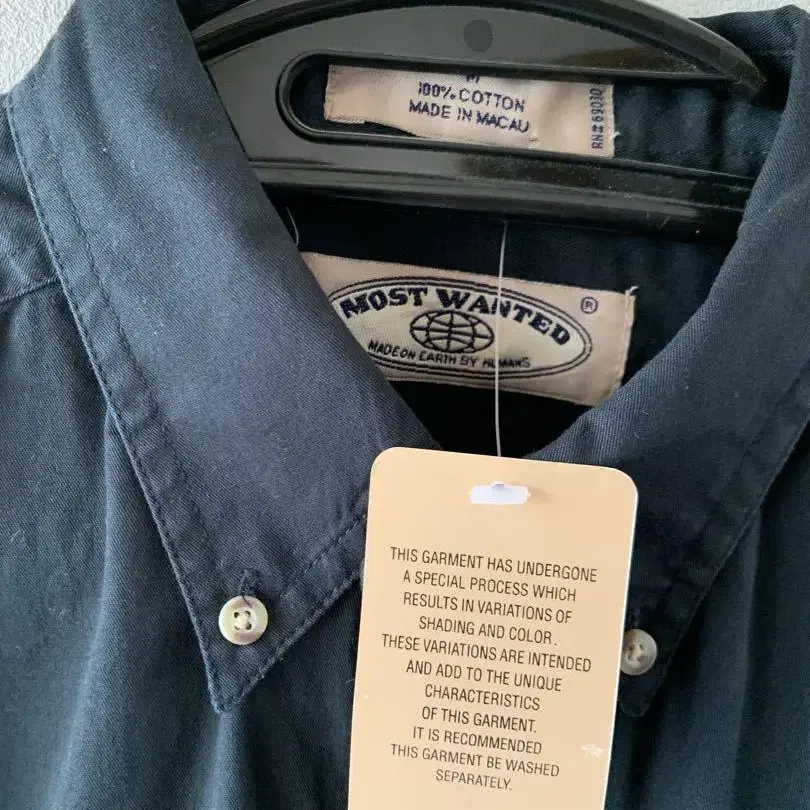 M
100% COTTON
MADE IN MACAU
RN# 69070
MOST WANTED ®
MADE ON EARTH BY HUMANS
THIS GARMENT HAS UNDERGONE
A SPECIAL PROCESS WHICH
RESULTS IN VARIATIONS OF
SHADING AND COLOR.
THESE VARIATIONS ARE INTENDED
AND ADD TO THE UNIQUE
CHARACTERISTICS
OF THIS GARMENT.
IT IS RECOMMENDED
THIS GARMENT BE WASHED
SEPARATELY.